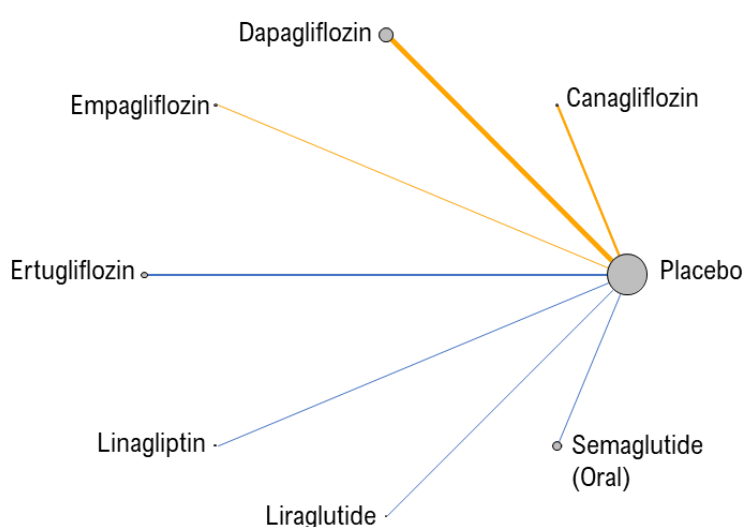 Dapagliflozin
Empagliflozin
Canagliflozin
Ertugliflozin
Placebo
Linagliptin
Semaglutide
(Oral)
Liraglutide